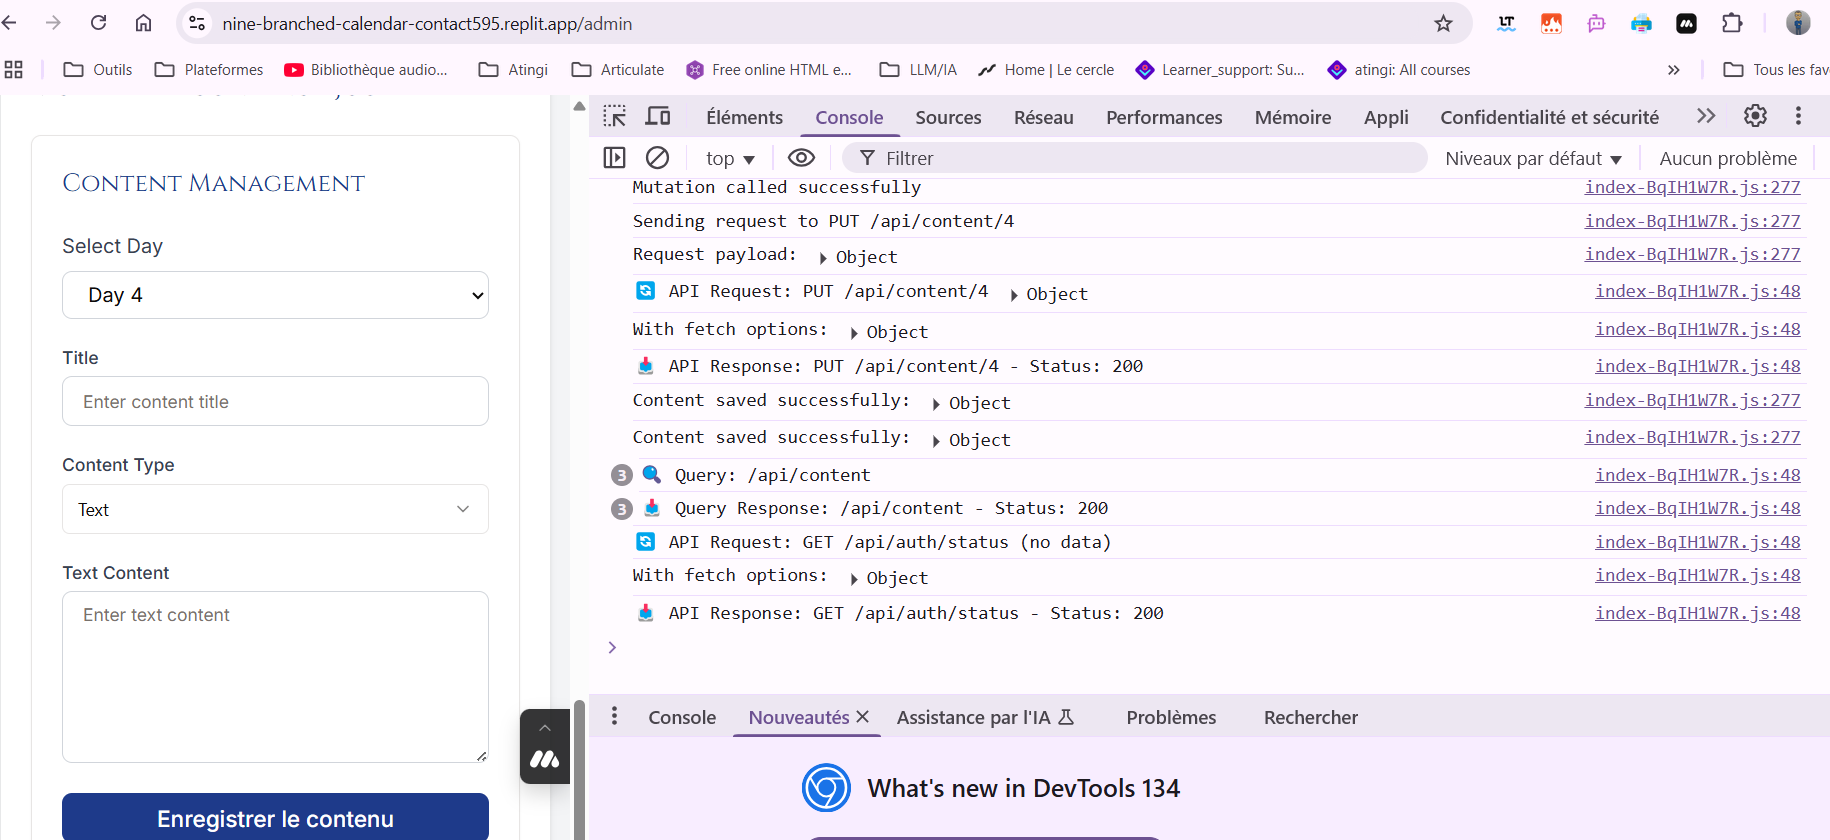 nine-branched-calendar-contact595.replit.app/admin
LT
Outils
Plateformes
Bibliothèque audio...
Atingi
Articulate
Free online HTML e...
LLM/IA
Home | Le cercle
Learner_support: Su...
atingi: All courses
Tous les fav
Content Management
Select Day
Day 4
Title
Enter content title
Content Type
Text
Text Content
Enter text content
Enregistrer le contenu
Éléments
Console
Sources
Réseau
Performances
Mémoire
Appli
Confidentialité et sécurité
top
Filtrer
Niveaux par défaut
Aucun problème
Mutation called successfully index-BqIH1W7R.js:277
Sending request to PUT /api/content/4 index-BqIH1W7R.js:277
Request payload: Object index-BqIH1W7R.js:277
API Request: PUT /api/content/4 Object index-BqIH1W7R.js:48
With fetch options: Object index-BqIH1W7R.js:48
API Response: PUT /api/content/4 - Status: 200 index-BqIH1W7R.js:48
Content saved successfully: Object index-BqIH1W7R.js:277
Content saved successfully: Object index-BqIH1W7R.js:277
3 Query: /api/content index-BqIH1W7R.js:48
3 Query Response: /api/content - Status: 200 index-BqIH1W7R.js:48
API Request: GET /api/auth/status (no data) index-BqIH1W7R.js:48
With fetch options: Object index-BqIH1W7R.js:48
API Response: GET /api/auth/status - Status: 200 index-BqIH1W7R.js:48
Console
Nouveautés
Assistance par l'IA
Problèmes
Rechercher
What's new in DevTools 134